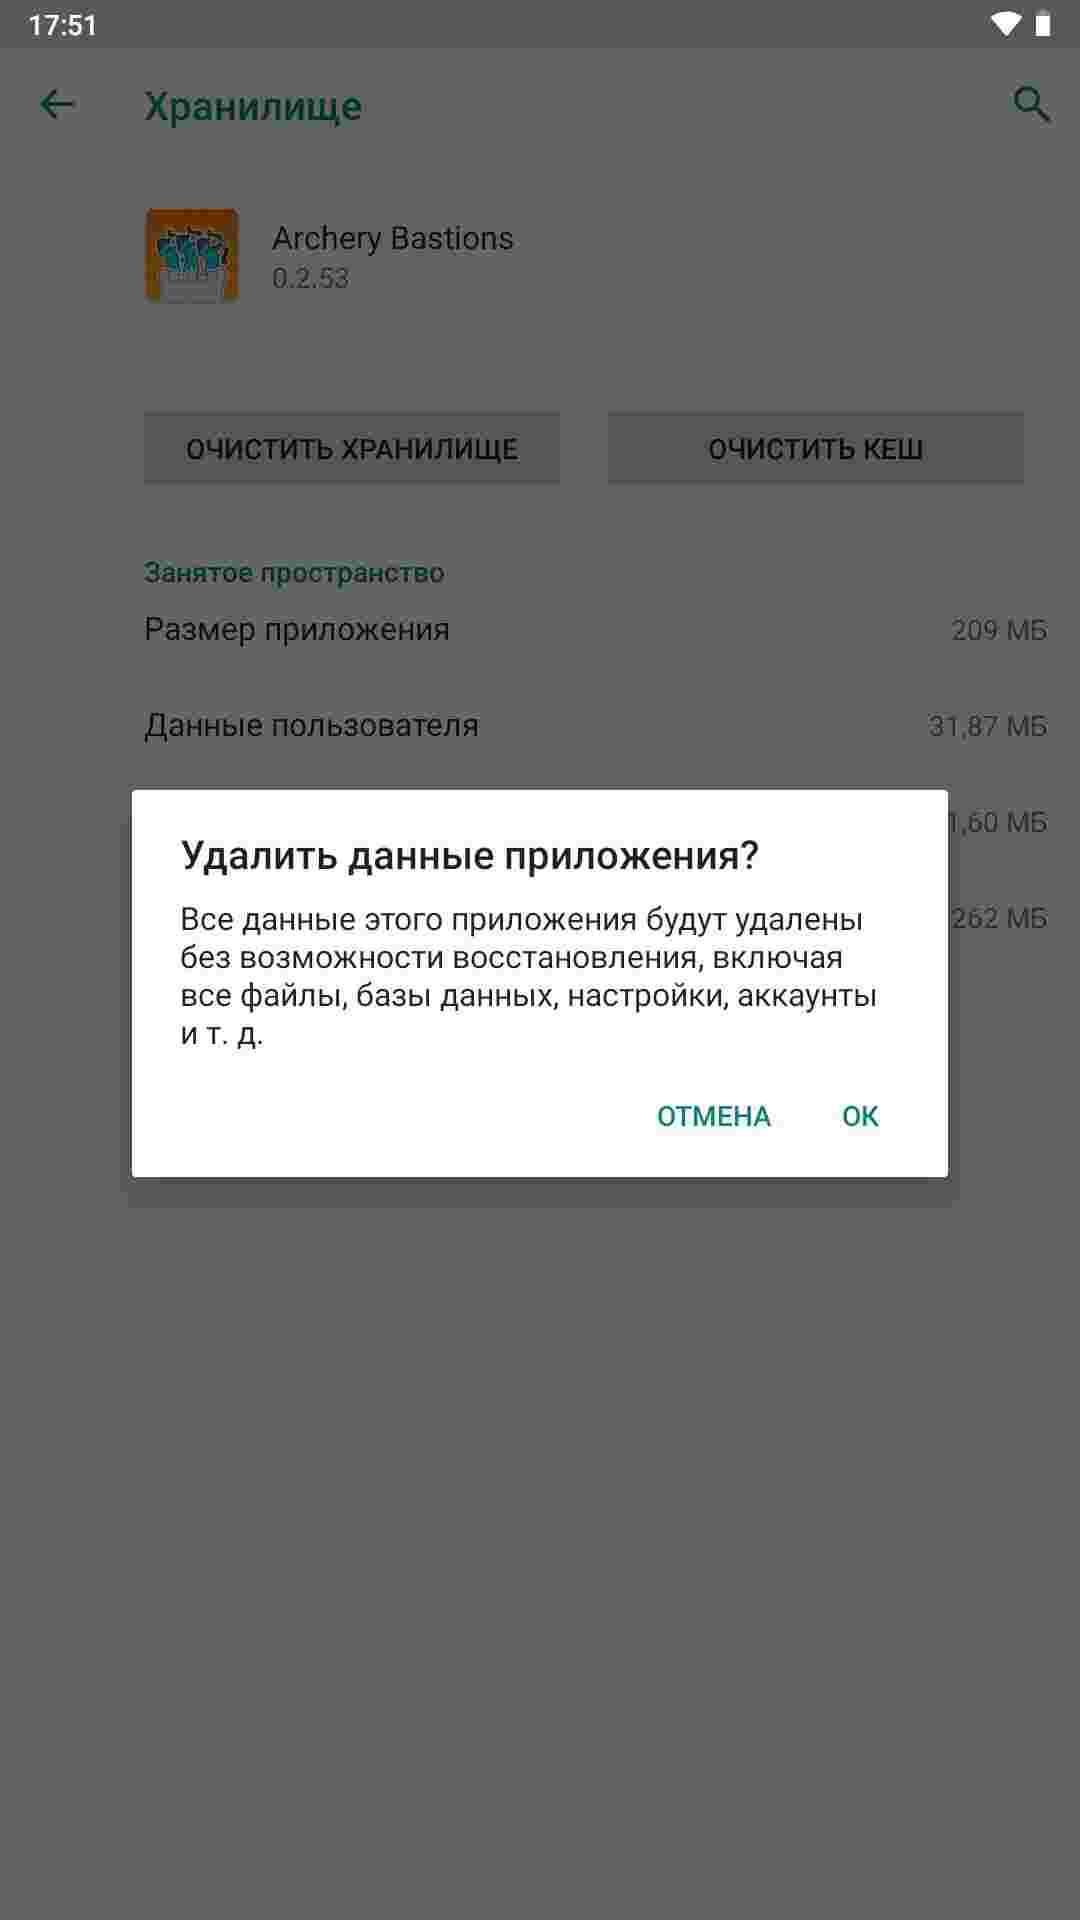 17:51
Хранилище
Archery Bastions
0.2.53
ОЧИСТИТЬ ХРАНИЛИЩЕ
ОЧИСТИТЬ КЕШ
Занятое пространство
Размер приложения
209 МБ
Данные пользователя
31,87 МБ
1,60 МБ
262 МБ
Удалить данные приложения?
Все данные этого приложения будут удалены
без возможности восстановления, включая
все файлы, базы данных, настройки, аккаунты
и т. д.
ОТМЕНА
ОК